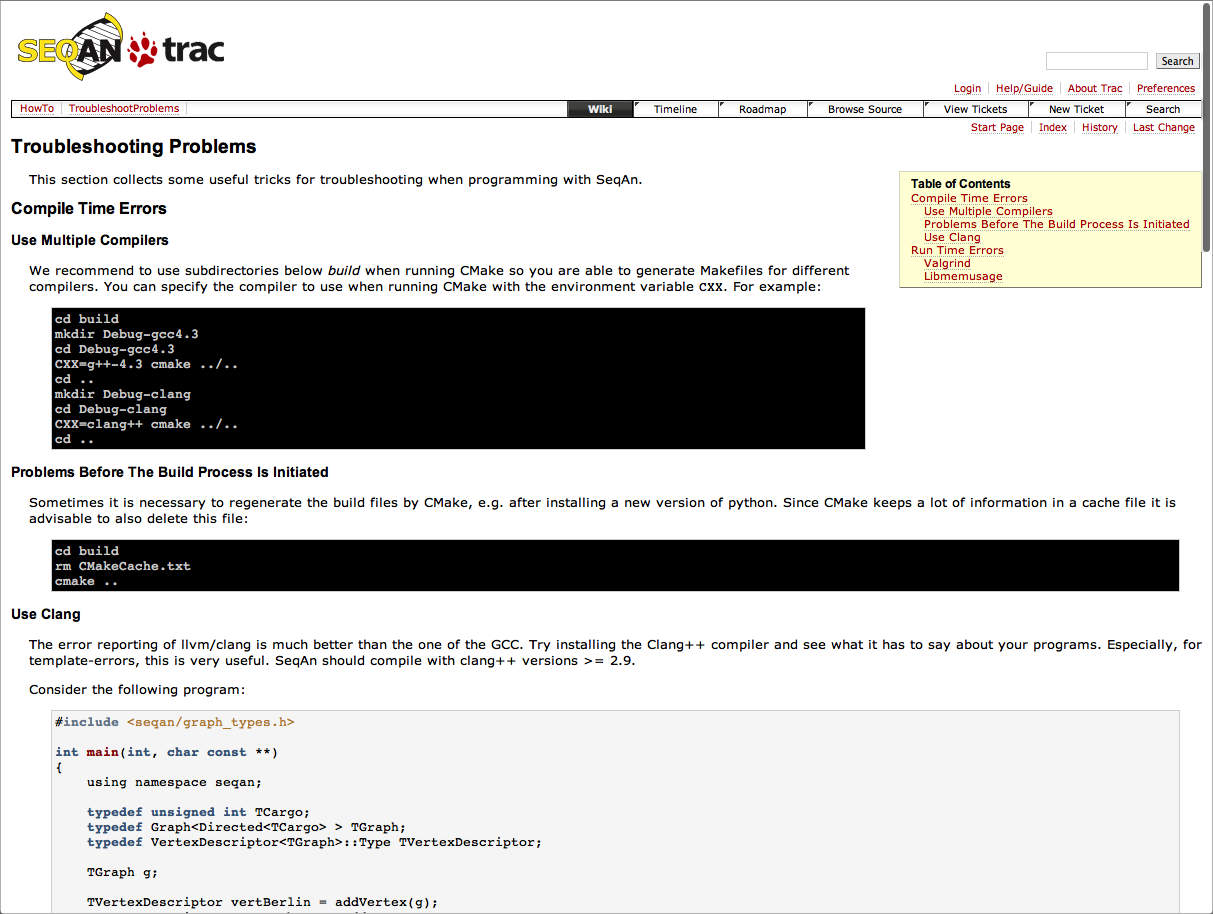 SEQAN trac
Search
Login Help/Guide About Trac Preferences
HowTo TroubleshootProblems Wiki Timeline Roadmap Browse Source View Tickets New Ticket Search
Start Page Index History Last Change
Troubleshooting Problems
This section collects some useful tricks for troubleshooting when programming with SeqAn.
Table of Contents
Compile Time Errors
Use Multiple Compilers
Problems Before The Build Process Is Initiated
Use Clang
Run Time Errors
Valgrind
Libmemusage
Compile Time Errors
Use Multiple Compilers
We recommend to use subdirectories below build when running CMake so you are able to generate Makefiles for different
compilers. You can specify the compiler to use when running CMake with the environment variable CXX. For example:
cd build
mkdir Debug-gcc4.3
cd Debug-gcc4.3
CXX=g++-4.3 cmake ../..
cd ..
mkdir Debug-clang
cd Debug-clang
CXX=clang++ cmake ../..
cd ..
Problems Before The Build Process Is Initiated
Sometimes it is necessary to regenerate the build files by CMake, e.g. after installing a new version of python. Since CMake keeps a lot of information in a cache file it is
advisable to also delete this file:
cd build
rm CMakeCache.txt
cmake ..
Use Clang
The error reporting of llvm/clang is much better than the one of the GCC. Try installing the Clang++ compiler and see what it has to say about your programs. Especially, for
template-errors, this is very useful. SeqAn should compile with clang++ versions >= 2.9.
Consider the following program:
#include <seqan/graph_types.h>
int main(int, char const **)
{
using namespace seqan;
typedef unsigned int TCargo;
typedef Graph<Directed<TCargo> > TGraph;
typedef VertexDescriptor<TGraph>::Type TVertexDescriptor;
TGraph g;
TVertexDescriptor vertBerlin = addVertex(g);